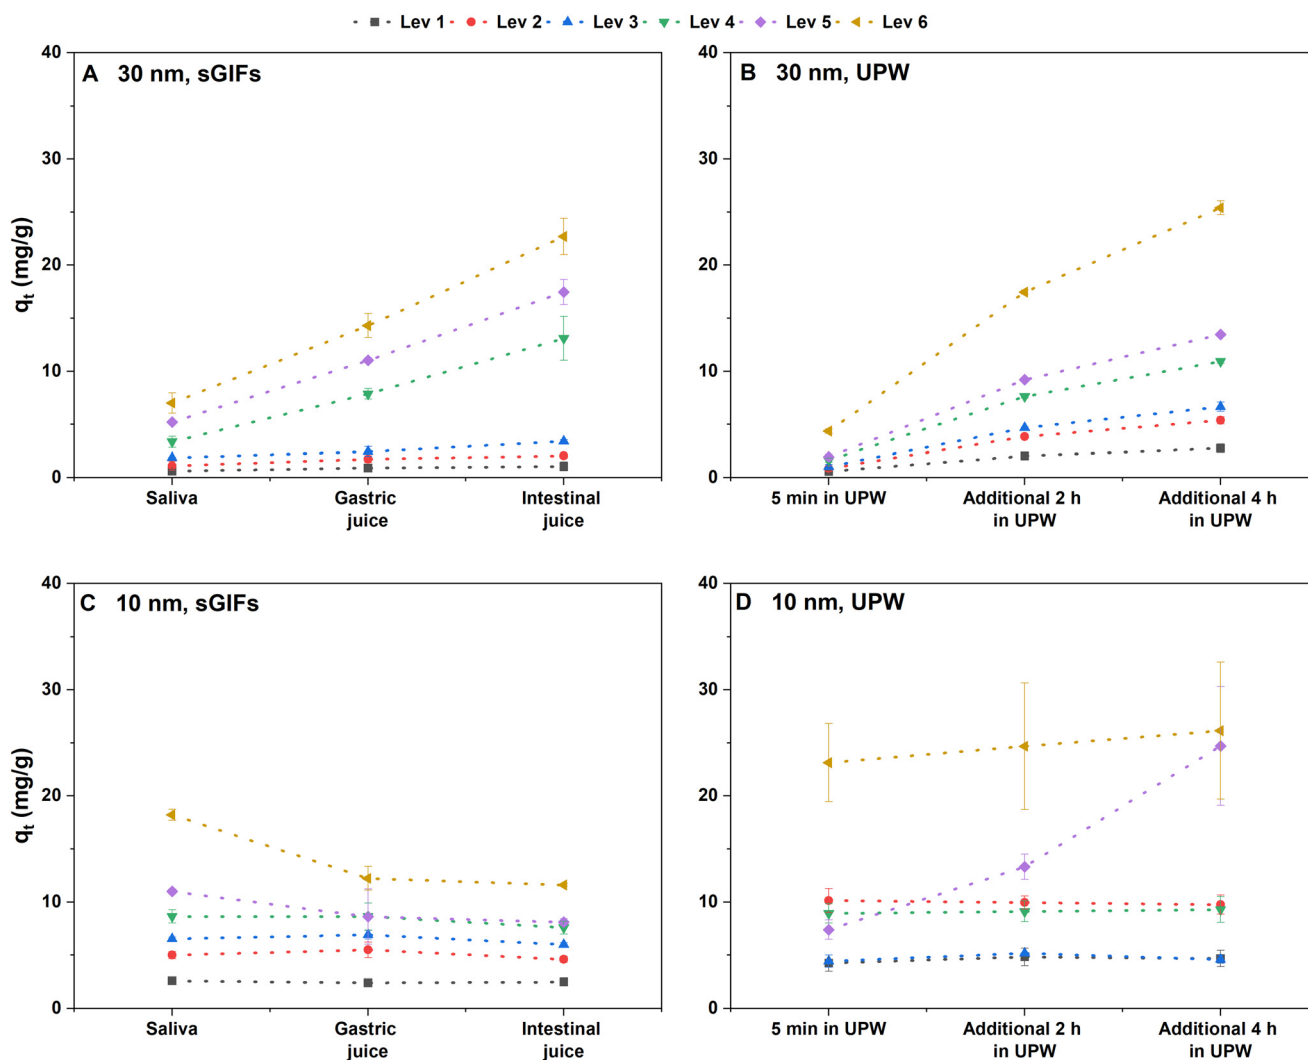 Lev 1 Lev 2 Lev 3 Lev 4 Lev 5 Lev 6
A 30 nm, sGIFs
40
30
20
10
0
qt (mg/g)
Saliva Gastric juice Intestinal juice
B 30 nm, UPW
40
30
20
10
0
5 min in UPW Additional 2 h in UPW Additional 4 h in UPW
C 10 nm, sGIFs
40
30
20
10
0
qt (mg/g)
Saliva Gastric juice Intestinal juice
D 10 nm, UPW
40
30
20
10
0
5 min in UPW Additional 2 h in UPW Additional 4 h in UPW